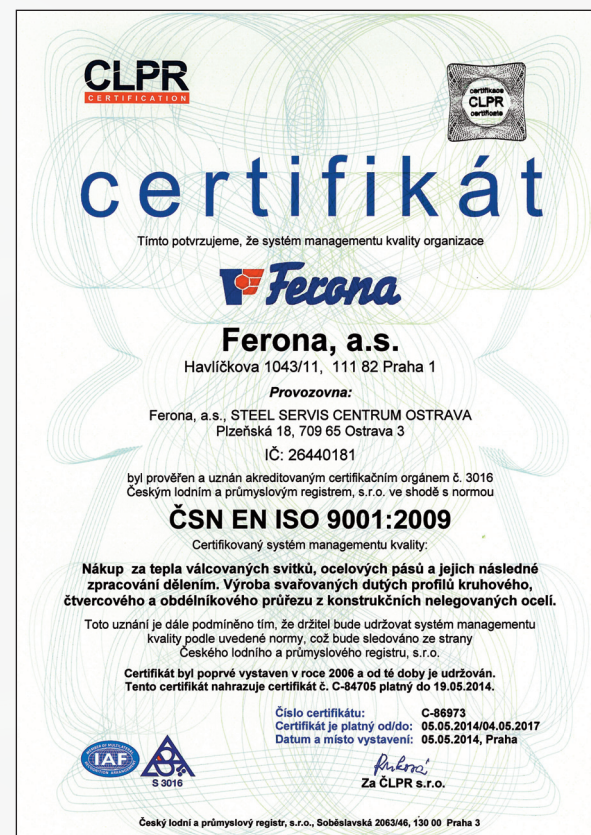 CLPR
CERTIFICATION
certifikace
CLPR
certificate
certifikát
Tímto potvrzujeme, že systém managementu kvality organizace
Ferona
Ferona, a.s.
Havlíčkova 1043/11, 111 82 Praha 1
Provozovna:
Ferona, a.s., STEEL SERVIS CENTRUM OSTRAVA
Plzeňská 18, 709 65 Ostrava 3
IČ: 26440181
byl prověřen a uznán akreditovaným certifikačním orgánem č. 3016
Českým lodním a průmyslovým registrem, s.r.o. ve shodě s normou
ČSN EN ISO 9001:2009
Certifikovaný systém managementu kvality:
Nákup za tepla válcovaných svitků, ocelových pásů a jejich následné
zpracování dělením. Výroba svařovaných dutých profilů kruhového,
čtvercového a obdélníkového průřezu z konstrukčních nelegovaných ocelí.
Toto uznání je dále podmíněno tím, že držitel bude udržovat systém managementu
kvality podle uvedené normy, což bude sledováno ze strany
Českého lodního a průmyslového registru, s.r.o.
Certifikát byl poprvé vystaven v roce 2006 a od té doby je udržován.
Tento certifikát nahrazuje certifikát č. C-84705 platný do 19.05.2014.
Číslo certifikátu: C-86973
Certifikát je platný od/do: 05.05.2014/04.05.2017
Datum a místo vystavení: 05.05.2014, Praha
IAF
S 3016
Za ČLPR s.r.o.
Český lodní a průmyslový registr, s.r.o., Soběslavská 2063/46, 130 00 Praha 3